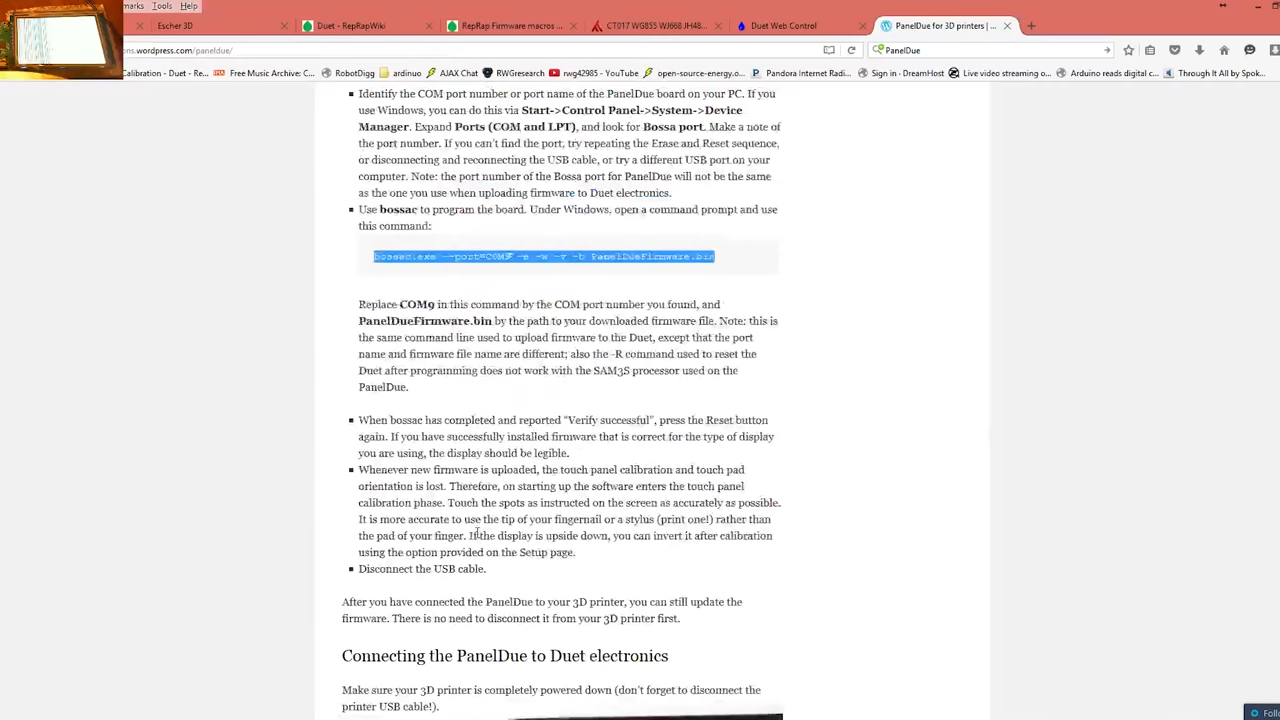 marks Tools Help
Escher 3D
Duet - RepRapWiki
RepRap Firmware macros ...
CT017 WG855 WJ668 JH48...
Duet Web Control
PanelDue for 3D printers | ...
ns.wordpress.com/paneldue/
PanelDue
Calibration - Duet - Re...
Free Music Archive: C...
RobotDigg
ardinuo
AJAX Chat
RWGresearch
rwg42985 - YouTube
open-source-energy.o...
Pandora Internet Radi...
Sign in - DreamHost
Live video streaming o...
Arduino reads digital c...
Through It All by Spok...
Identify the COM port number or port name of the PanelDue board on your PC. If you
use Windows, you can do this via Start->Control Panel->System->Device
Manager. Expand Ports (COM and LPT), and look for Bossa port. Make a note of
the port number. If you can't find the port, try repeating the Erase and Reset sequence,
or disconnecting and reconnecting the USB cable, or try a different USB port on your
computer. Note: the port number of the Bossa port for PanelDue will not be the same
as the one you use when uploading firmware to Duet electronics.
Use bossac to program the board. Under Windows, open a command prompt and use
this command:
bossac.exe --port=COM -e -w -v -b PanelDueFirmware.bin
Replace COM9 in this command by the COM port number you found, and
PanelDueFirmware.bin by the path to your downloaded firmware file. Note: this is
the same command line used to upload firmware to the Duet, except that the port
name and firmware file name are different; also the -R command used to reset the
Duet after programming does not work with the SAM3S processor used on the
PanelDue.
When bossac has completed and reported "Verify successful", press the Reset button
again. If you have successfully installed firmware that is correct for the type of display
you are using, the display should be legible.
Whenever new firmware is uploaded, the touch panel calibration and touch pad
orientation is lost. Therefore, on starting up the software enters the touch panel
calibration phase. Touch the spots as instructed on the screen as accurately as possible.
It is more accurate to use the tip of your fingernail or a stylus (print one!) rather than
the pad of your finger. If the display is upside down, you can invert it after calibration
using the option provided on the Setup page.
Disconnect the USB cable.
After you have connected the PanelDue to your 3D printer, you can still update the
firmware. There is no need to disconnect it from your 3D printer first.
Connecting the PanelDue to Duet electronics
Make sure your 3D printer is completely powered down (don't forget to disconnect the
printer USB cable!).
Follo